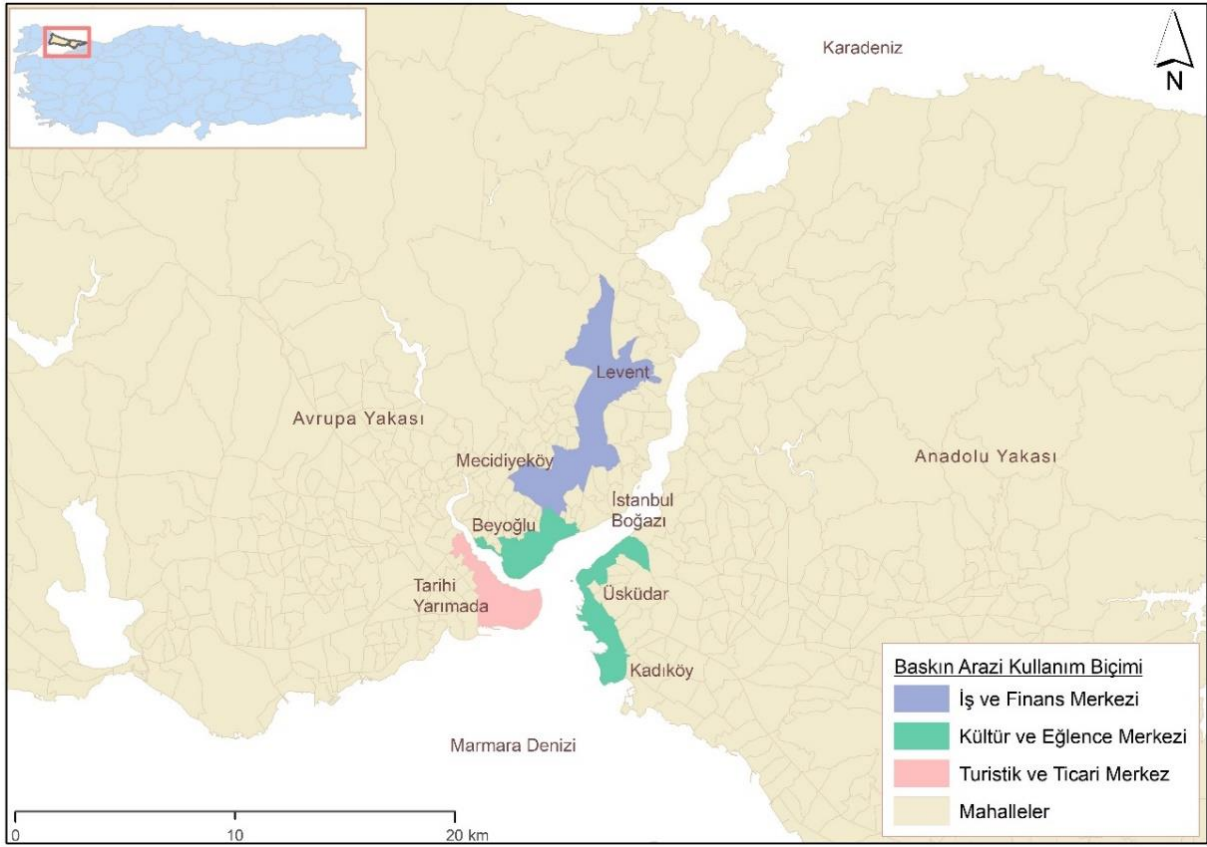 Karadeniz
N
Levent
Avrupa Yakası
Mecidiyeköy
Anadolu Yakası
İstanbul
Boğazı
Beyoğlu
Tarihi
Yarımada
Üsküdar
Kadıköy
Marmara Denizi
Baskın Arazi Kullanım Biçimi
İş ve Finans Merkezi
Kültür ve Eğlence Merkezi
Turistik ve Ticari Merkez
Mahalleler
0 10 20 km